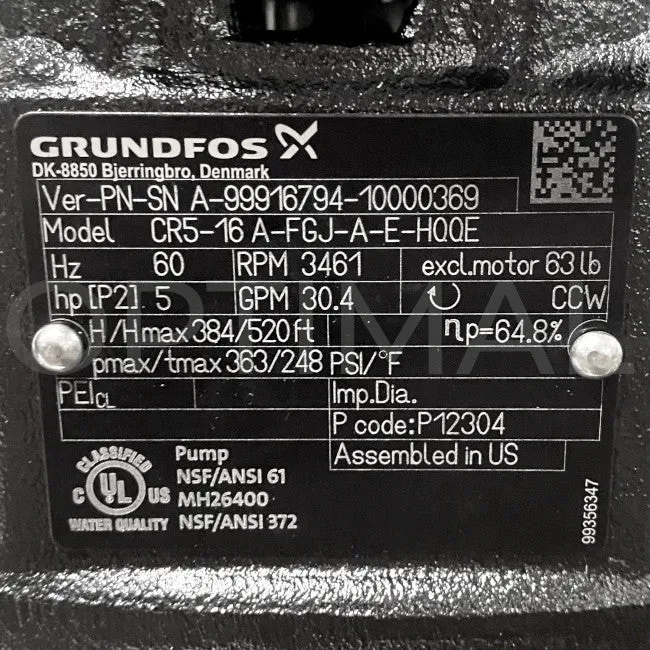 GRUNDFOS
DK-8850 Bjerringbro, Denmark
Ver-PN-SN A-99916794-10000369
Model CR5-16 A-FGJ-A-E-HQQE
Hz 60 RPM 3461 excl.motor 63 lb
hp [P2] 5 GPM 30.4 CCW
H/Hmax 384/520 ft ηp=64.8%
pmax/tmax 363/248 PSI/°F
PEICL Imp.Dia.
P code:P12304
Assembled in US
CLASSIFIED
C UL US
WATER QUALITY
Pump
NSF/ANSI 61
MH26400
NSF/ANSI 372
99356347
OPTIMAL